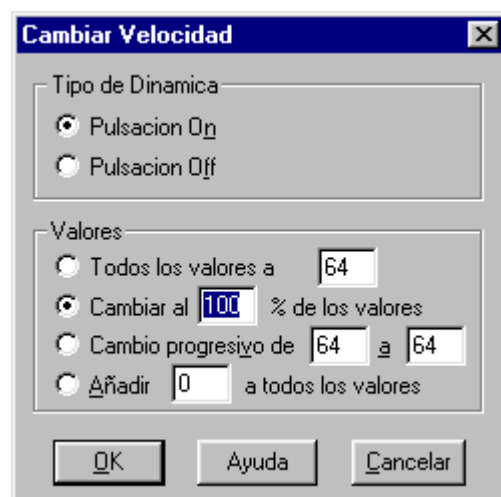 Cambiar Velocidad
Tipo de Dinamica
Pulsacion On
Pulsacion Off
Valores
Todos los valores a 64
Cambiar al 100 % de los valores
Cambio progresivo de 64 a 64
Añadir 0 a todos los valores
OK Ayuda Cancelar